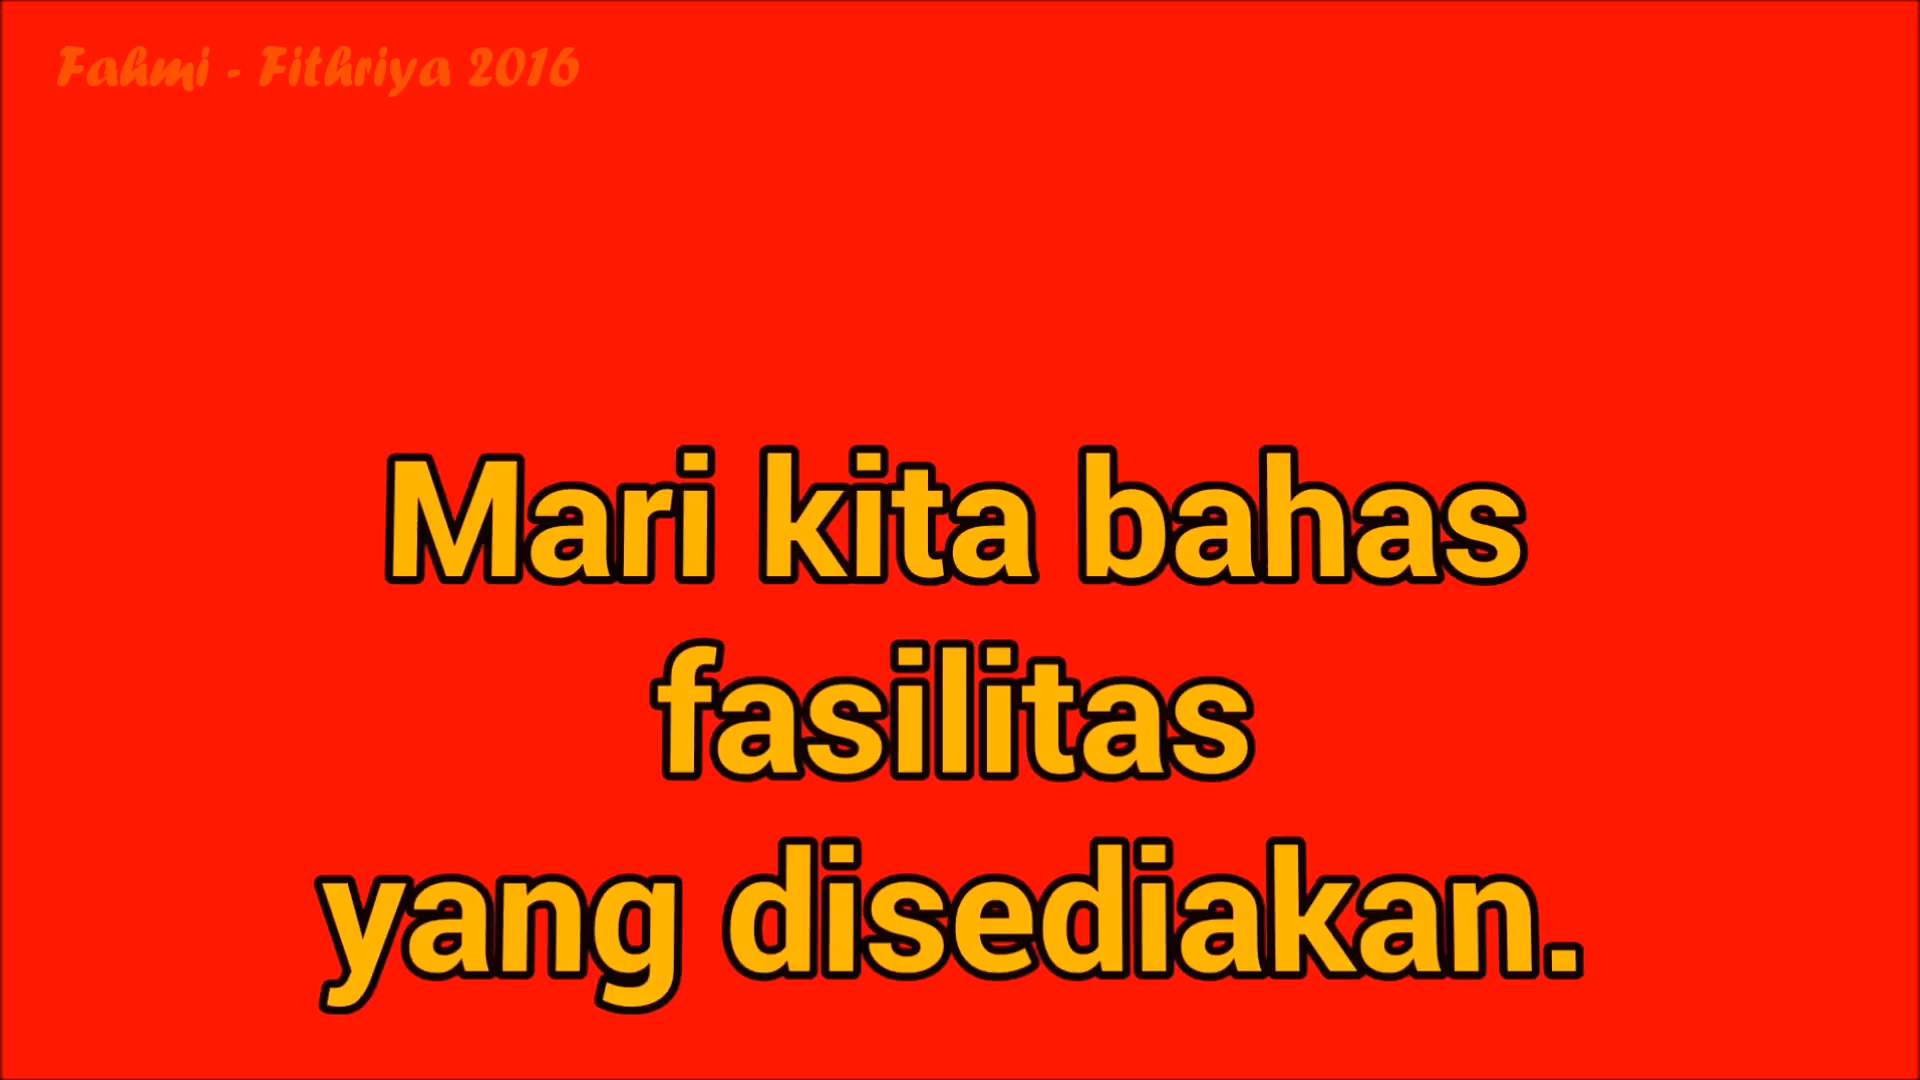 Fahmi - Fithriya 2016
Mari kita bahas
fasilitas
yang disediakan.